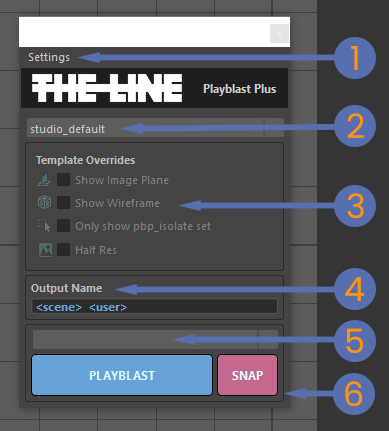 Settings
1
THE LINE
Playblast Plus
studio_default
2
Template Overrides
Show Image Plane
Show Wireframe
3
Only show pbp_isolate set
Half Res
Output Name
4
<scene> <user>
5
PLAYBLAST
SNAP
6